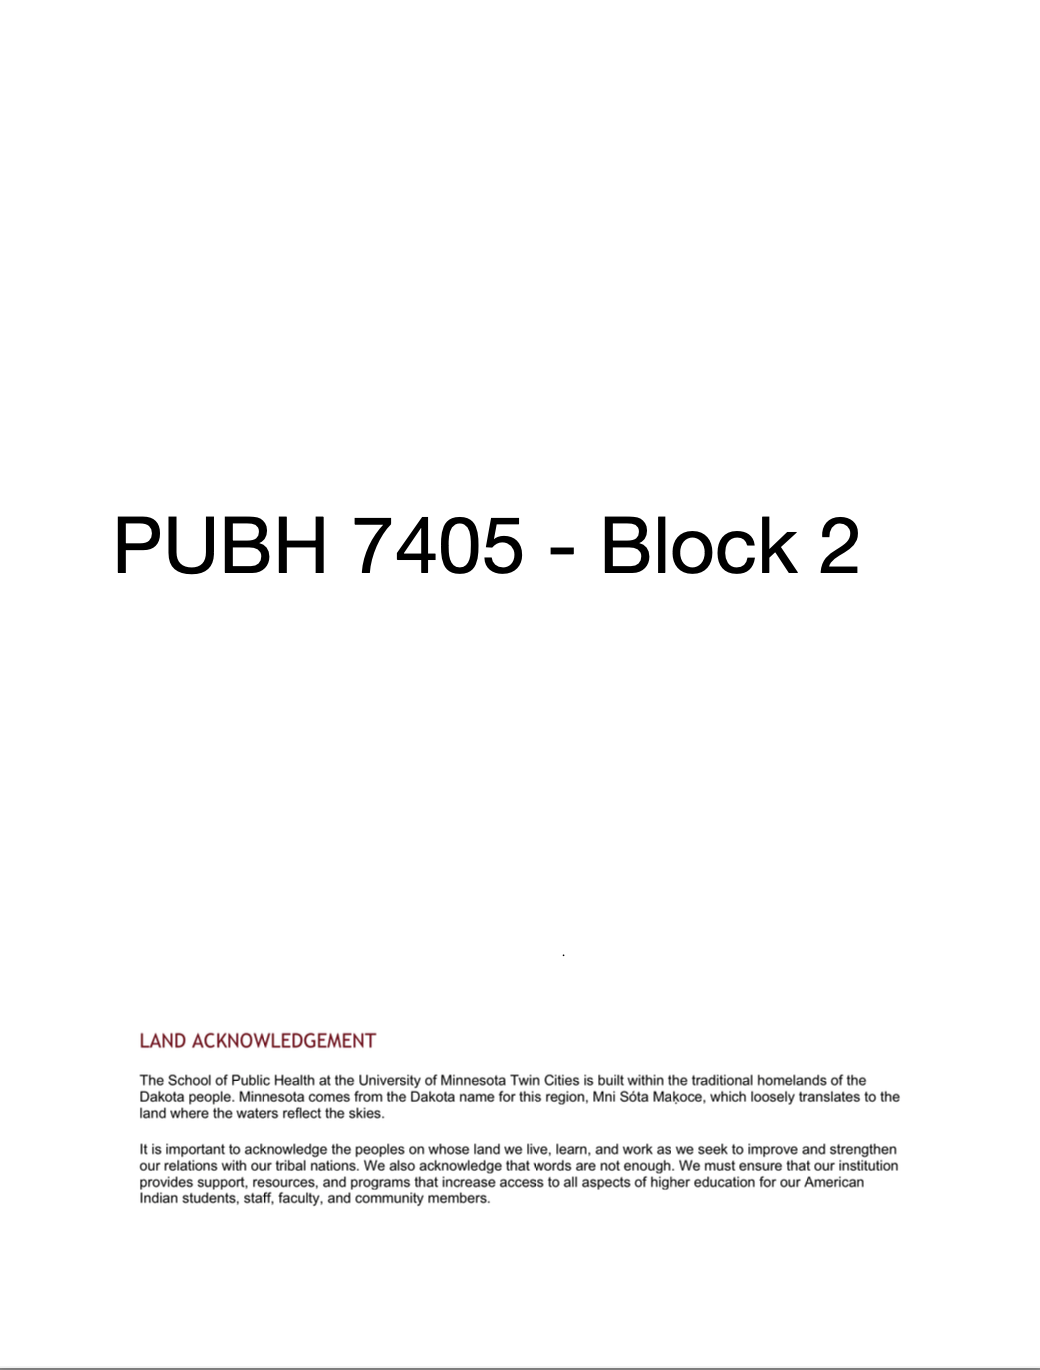 PUBH 7405 - Block 2
.
LAND ACKNOWLEDGEMENT
The School of Public Health at the University of Minnesota Twin Cities is built within the traditional homelands of the
Dakota people. Minnesota comes from the Dakota name for this region, Mni Sóta Maḳoce, which loosely translates to the
land where the waters reflect the skies.
It is important to acknowledge the peoples on whose land we live, learn, and work as we seek to improve and strengthen
our relations with our tribal nations. We also acknowledge that words are not enough. We must ensure that our institution
provides support, resources, and programs that increase access to all aspects of higher education for our American
Indian students, staff, faculty, and community members.